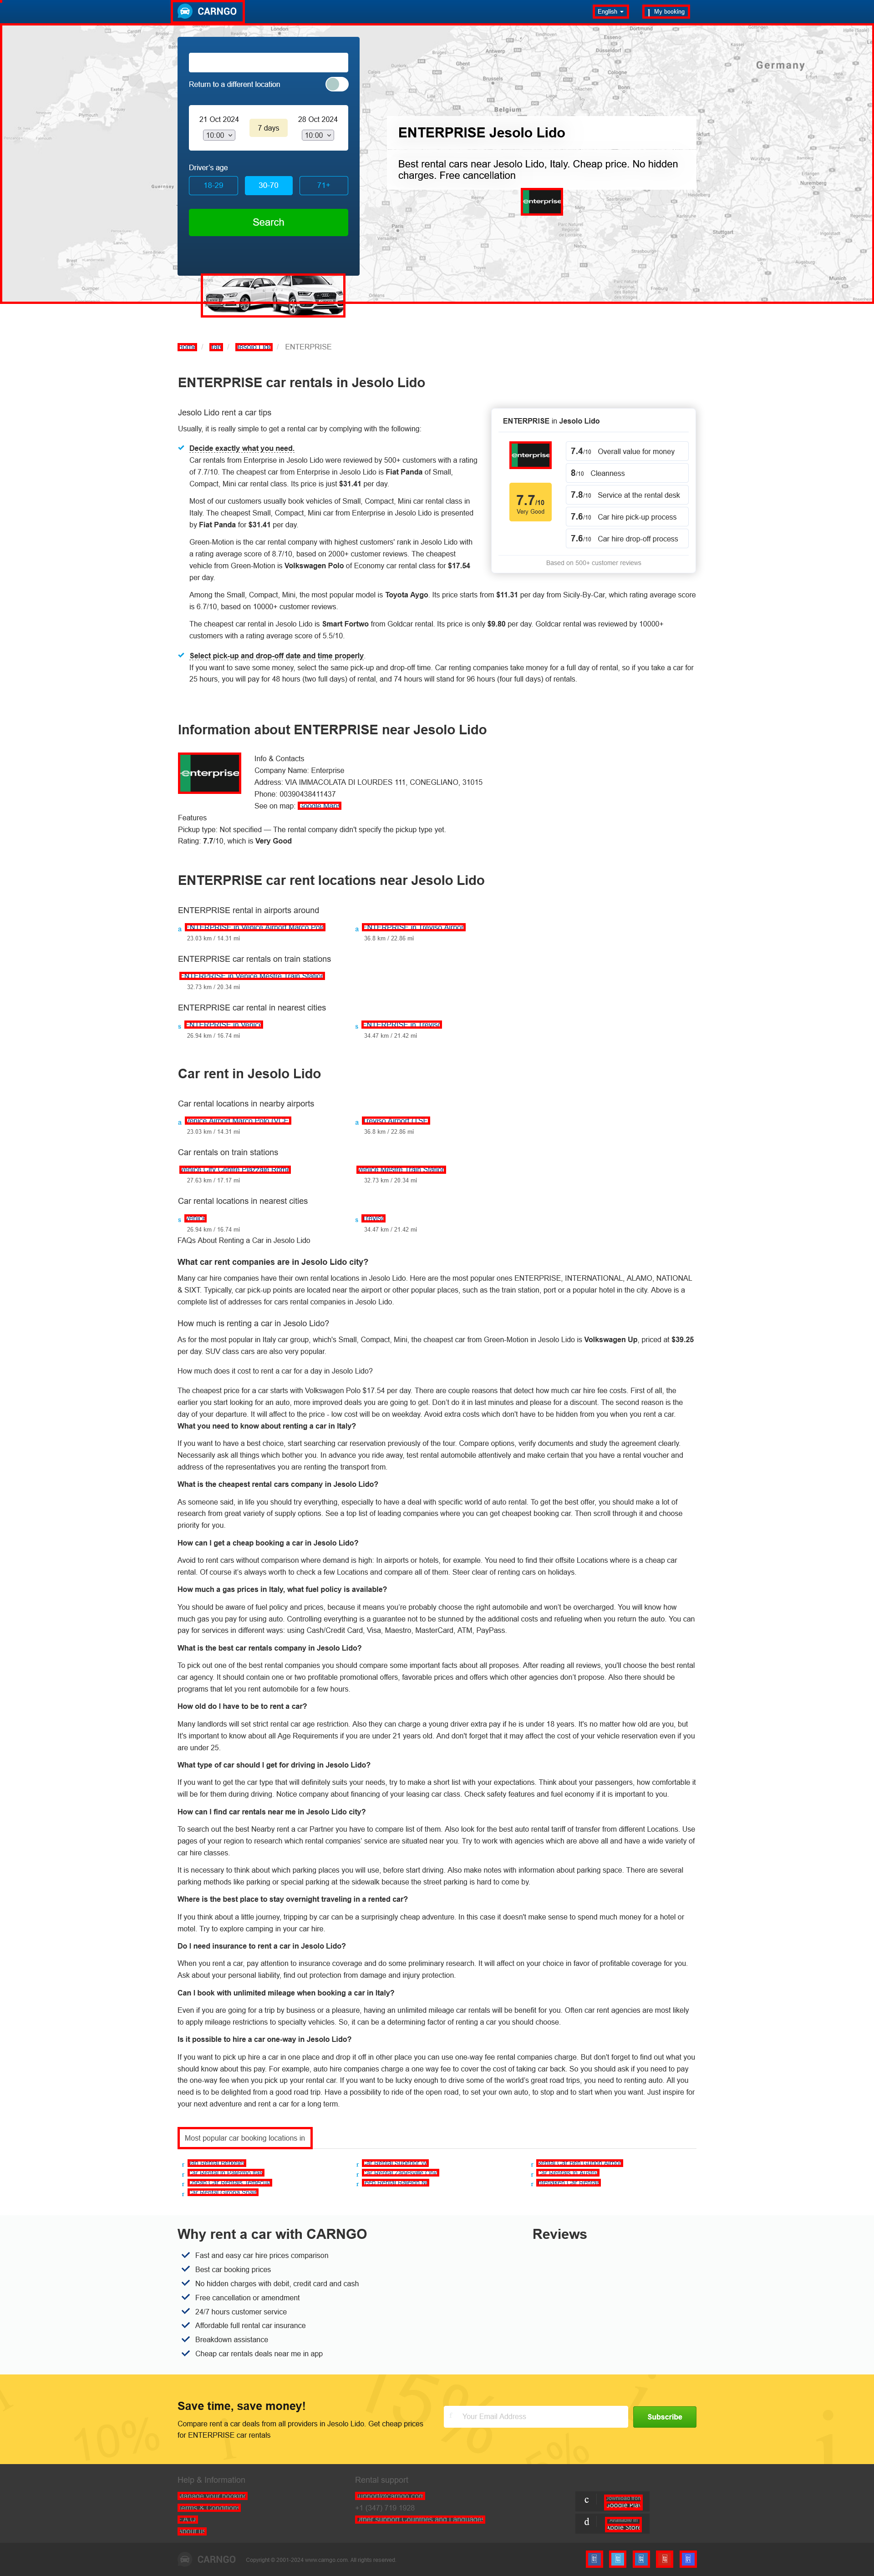 CARNGO
English
My booking
Return to a different location
21 Oct 2024
10:00
7 days
28 Oct 2024
10:00
Driver's age
18-29
30-70
71+
Search
Germany
Belgium
ENTERPRISE Jesolo Lido
Best rental cars near Jesolo Lido, Italy. Cheap price. No hidden
charges. Free cancellation
enterprise
Home / Italy / Jesolo Lido / ENTERPRISE
ENTERPRISE car rentals in Jesolo Lido
Jesolo Lido rent a car tips
Usually, it is really simple to get a rental car by complying with the following:
Decide exactly what you need.
Car rentals from Enterprise in Jesolo Lido were reviewed by 500+ customers with a rating
of 7.7/10. The cheapest car from Enterprise in Jesolo Lido is Fiat Panda of Small,
Compact, Mini car rental class. Its price is just $31.41 per day.
Most of our customers usually book vehicles of Small, Compact, Mini car rental class in
Italy. The cheapest Small, Compact, Mini car from Enterprise in Jesolo Lido is presented
by Fiat Panda for $31.41 per day.
Green-Motion is the car rental company with highest customers' rank in Jesolo Lido with
a rating average score of 8.7/10, based on 2000+ customer reviews. The cheapest
vehicle from Green-Motion is Volkswagen Polo of Economy car rental class for $17.54
per day.
Among the Small, Compact, Mini, the most popular model is Toyota Aygo. Its price starts from $11.31 per day from Sicily-By-Car, which rating average score
is 6.7/10, based on 10000+ customer reviews.
The cheapest car rental in Jesolo Lido is Smart Fortwo from Goldcar rental. Its price is only $9.80 per day. Goldcar rental was reviewed by 10000+
customers with a rating average score of 5.5/10.
ENTERPRISE in Jesolo Lido
enterprise
7.7/10
Very Good
7.4/10 Overall value for money
8/10 Cleanness
7.8/10 Service at the rental desk
7.6/10 Car hire pick-up process
7.6/10 Car hire drop-off process
Based on 500+ customer reviews
Select pick-up and drop-off date and time properly.
If you want to save some money, select the same pick-up and drop-off time. Car renting companies take money for a full day of rental, so if you take a car for
25 hours, you will pay for 48 hours (two full days) of rental, and 74 hours will stand for 96 hours (four full days) of rentals.
Information about ENTERPRISE near Jesolo Lido
enterprise
Info & Contacts
Company Name: Enterprise
Address: VIA IMMACOLATA DI LOURDES 111, CONEGLIANO, 31015
Phone: 00390438411437
See on map: Google Maps
Features
Pickup type: Not specified — The rental company didn't specify the pickup type yet.
Rating: 7.7/10, which is Very Good
ENTERPRISE car rent locations near Jesolo Lido
ENTERPRISE rental in airports around
ENTERPRISE in Venice Airport Marco Polo
23.03 km / 14.31 mi
ENTERPRISE in Treviso Airport
36.8 km / 22.86 mi
ENTERPRISE car rentals on train stations
ENTERPRISE in Venice Mestre Train Station
32.73 km / 20.34 mi
ENTERPRISE car rental in nearest cities
ENTERPRISE in Venice
26.94 km / 16.74 mi
ENTERPRISE in Treviso
34.47 km / 21.42 mi
Car rent in Jesolo Lido
Car rental locations in nearby airports
Venice Airport Marco Polo (VCE)
23.03 km / 14.31 mi
Treviso Airport (TSF)
36.8 km / 22.86 mi
Car rentals on train stations
Venice City Centre Piazzale Roma
27.63 km / 17.17 mi
Venice Mestre Train Station
32.73 km / 20.34 mi
Car rental locations in nearest cities
Venice
26.94 km / 16.74 mi
Treviso
34.47 km / 21.42 mi
FAQs About Renting a Car in Jesolo Lido
What car rent companies are in Jesolo Lido city?
Many car hire companies have their own rental locations in Jesolo Lido. Here are the most popular ones ENTERPRISE, INTERNATIONAL, ALAMO, NATIONAL
& SIXT. Typically, car pick-up points are located near the airport or other popular places, such as the train station, port or a popular hotel in the city. Above is a
complete list of addresses for cars rental companies in Jesolo Lido.
How much is renting a car in Jesolo Lido?
As for the most popular in Italy car group, which's Small, Compact, Mini, the cheapest car from Green-Motion in Jesolo Lido is Volkswagen Up, priced at $39.25
per day. SUV class cars are also very popular.
How much does it cost to rent a car for a day in Jesolo Lido?
The cheapest price for a car starts with Volkswagen Polo $17.54 per day. There are couple reasons that detect how much car hire fee costs. First of all, the
earlier you start looking for an auto, more improved deals you are going to get. Don't do it in last minutes and please for a discount. The second reason is the
day of your departure. It will affect to the price - low cost will be on weekday. Avoid extra costs which don't have to be hidden from you when you rent a car.
What you need to know about renting a car in Italy?
If you want to have a best choice, start searching car reservation previously of the tour. Compare options, verify documents and study the agreement clearly.
Necessarily ask all things which bother you. In advance you ride away, test rental automobile attentively and make certain that you have a rental voucher and
address of the representatives you are renting the transport from.
What is the cheapest rental cars company in Jesolo Lido?
As someone said, in life you should try everything, especially to have a deal with specific world of auto rental. To get the best offer, you should make a lot of
research from great variety of supply options. See a top list of leading companies where you can get cheapest booking car. Then scroll through it and choose
priority for you.
How can I get a cheap booking a car in Jesolo Lido?
Avoid to rent cars without comparison where demand is high: In airports or hotels, for example. You need to find their offsite Locations where is a cheap car
rental. Of course it's always worth to check a few Locations and compare all of them. Steer clear of renting cars on holidays.
How much a gas prices in Italy, what fuel policy is available?
You should be aware of fuel policy and prices, because it means you're probably choose the right automobile and won't be overcharged. You will know how
much gas you pay for using auto. Controlling everything is a guarantee not to be stunned by the additional costs and refueling when you return the auto. You can
pay for services in different ways: using Cash/Credit Card, Visa, Maestro, MasterCard, ATM, PayPass.
What is the best car rentals company in Jesolo Lido?
To pick out one of the best rental companies you should compare some important facts about all proposes. After reading all reviews, you'll choose the best rental
car agency. It should contain one or two profitable promotional offers, favorable prices and offers which other agencies don't propose. Also there should be
programs that let you rent automobile for a few hours.
How old do I have to be to rent a car?
Many landlords will set strict rental car age restriction. Also they can charge a young driver extra pay if he is under 18 years. It's no matter how old are you, but
It's important to know about all Age Requirements if you are under 21 years old. And don't forget that it may affect the cost of your vehicle reservation even if you
are under 25.
What type of car should I get for driving in Jesolo Lido?
If you want to get the car type that will definitely suits your needs, try to make a short list with your expectations. Think about your passengers, how comfortable it
will be for them during driving. Notice company about financing of your leasing car class. Check safety features and fuel economy if it is important to you.
How can I find car rentals near me in Jesolo Lido city?
To search out the best Nearby rent a car Partner you have to compare list of them. Also look for the best auto rental tariff of transfer from different Locations. Use
pages of your region to research which rental companies' service are situated near you. Try to work with agencies which are above all and have a wide variety of
car hire classes.
It is necessary to think about which parking places you will use, before start driving. Also make notes with information about parking space. There are several
parking methods like parking or special parking at the sidewalk because the street parking is hard to come by.
Where is the best place to stay overnight traveling in a rented car?
If you think about a little journey, tripping by car can be a surprisingly cheap adventure. In this case it doesn't make sense to spend much money for a hotel or
motel. Try to explore camping in your car hire.
Do I need insurance to rent a car in Jesolo Lido?
When you rent a car, pay attention to insurance coverage and do some preliminary research. It will affect on your choice in favor of profitable coverage for you.
Ask about your personal liability, find out protection from damage and injury protection.
Can I book with unlimited mileage when booking a car in Italy?
Even if you are going for a trip by business or a pleasure, having an unlimited mileage car rentals will be benefit for you. Often car rent agencies are most likely
to apply mileage restrictions to specialty vehicles. So, it can be a determining factor of renting a car you should choose.
Is it possible to hire a car one-way in Jesolo Lido?
If you want to pick up hire a car in one place and drop it off in other place you can use one-way fee rental companies charge. But don't forget to find out what you
should know about this pay. For example, auto hire companies charge a one way fee to cover the cost of taking car back. So you should ask if you need to pay
the one-way fee when you pick up your rental car. If you want to be lucky enough to drive some of the world's great road trips, you need to renting auto. All you
need is to be delighted from a good road trip. Have a possibility to ride of the open road, to set your own auto, to stop and to start when you want. Just inspire for
your next adventure and rent a car for a long term.
Most popular car booking locations in
Why rent a car with CARNGO
Fast and easy car hire prices comparison
Best car booking prices
No hidden charges with debit, credit card and cash
Free cancellation or amendment
24/7 hours customer service
Affordable full rental car insurance
Breakdown assistance
Cheap car rentals deals near me in app
Reviews
Save time, save money!
Compare rent a car deals from all providers in Jesolo Lido. Get cheap prices
for ENTERPRISE car rentals
Your Email Address
Subscribe
15%
10%
5%
Help & Information
Manage your booking
Terms & Conditions
F.A.Q.
About us
Rental support
support@carngo.com
+1 (347) 719 1929
Other Support Countries and Languages
Google Play
Apple Store
CARNGO
Copyright © 2001-2024 www.carngo.com. All rights reserved.